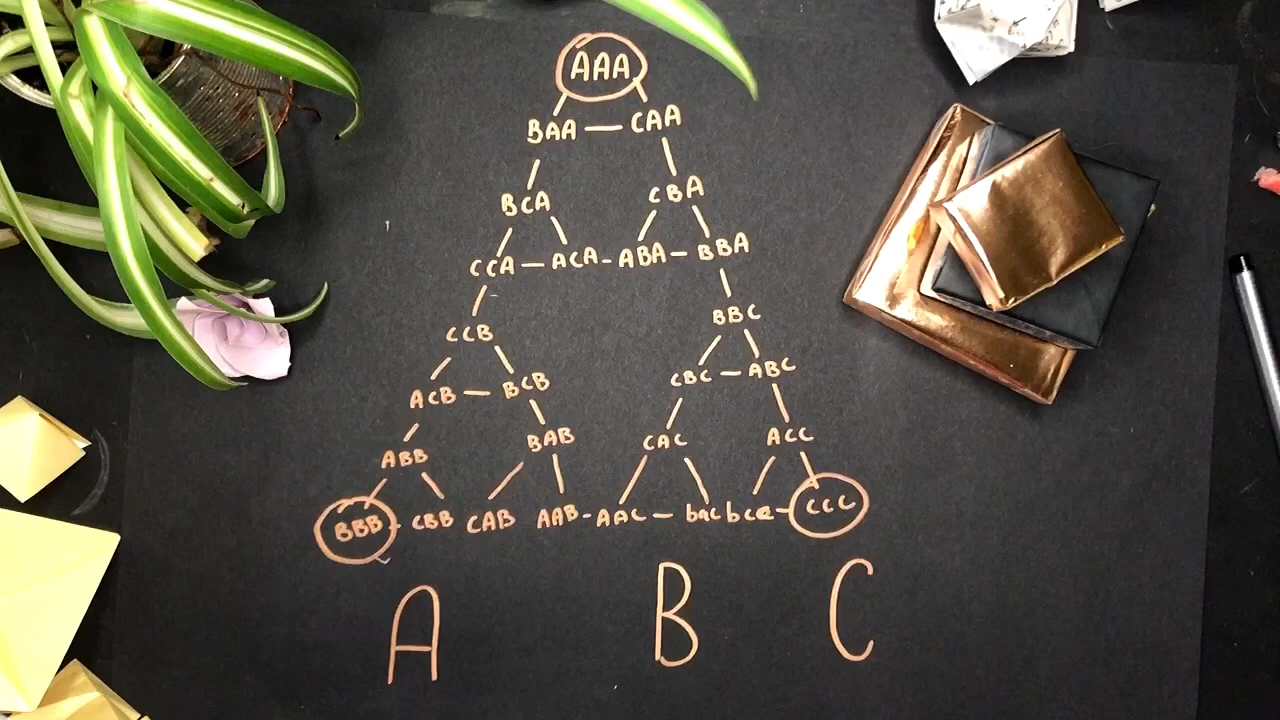 AAA
BAA — CAA
BCA CBA
CCA — ACA - ABA — BBA
CCB BBC
ACB — BCB CBC — ABC
ABB BAB CAC ACC
BBB - CBB CAB AAB - AAC — bac bcc - CCC
A B C